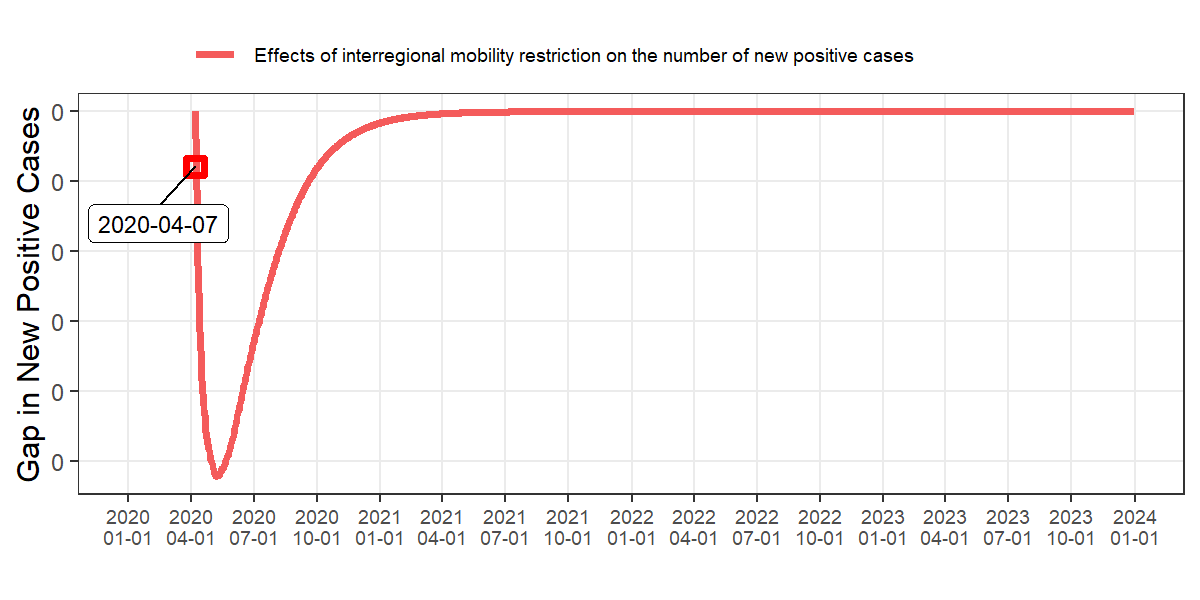 Effects of interregional mobility restriction on the number of new positive cases
Gap in New Positive Cases
0
0
0
0
0
0
2020-04-07
2020 2020 2020 2020 2021 2021 2021 2021 2022 2022 2022 2022 2023 2023 2023 2023 2024
01-01 04-01 07-01 10-01 01-01 04-01 07-01 10-01 01-01 04-01 07-01 10-01 01-01 04-01 07-01 10-01 01-01